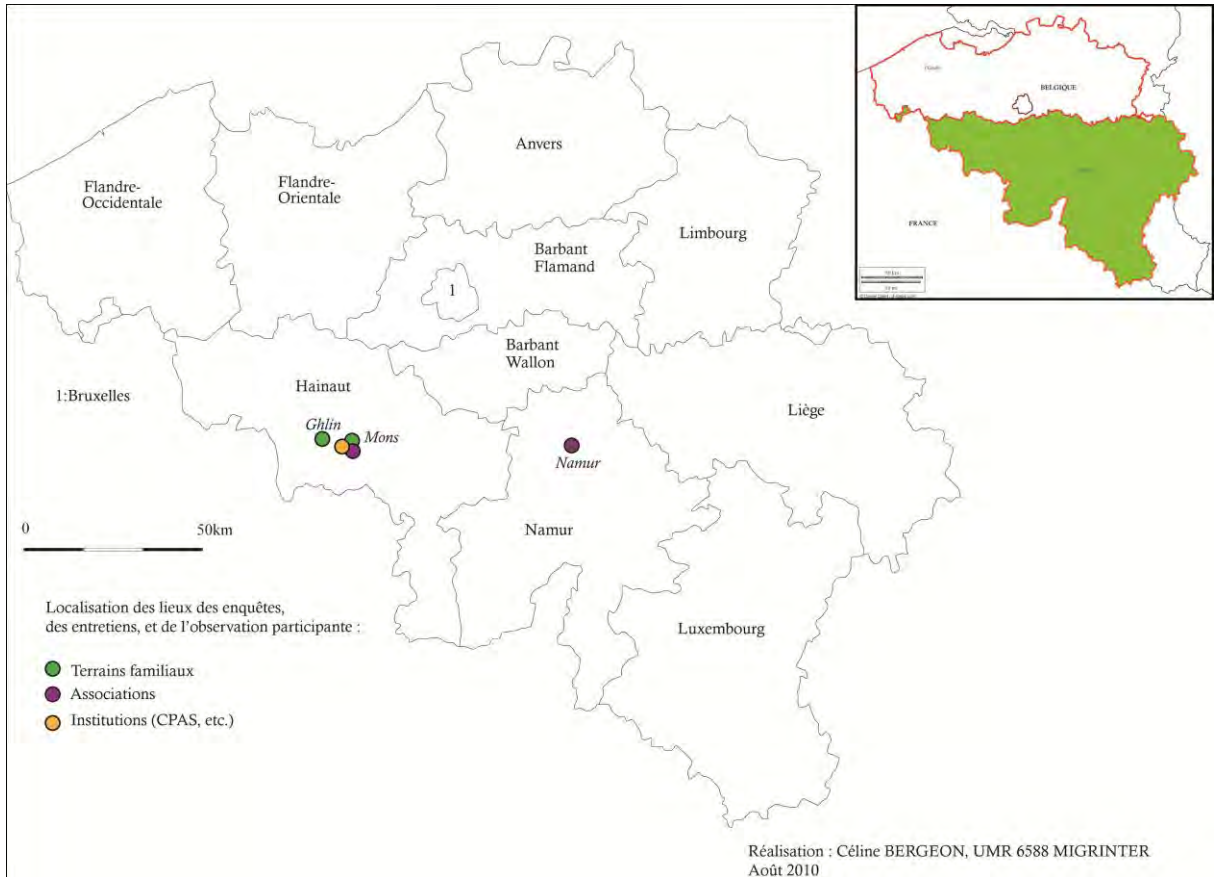 Anvers
Flandre-
Occidentale
Flandre-
Orientale
Limbourg
Barbant
Flamand
1
Barbant
Wallon
Hainaut
1:Bruxelles
Liège
Ghlin
Mons
Namur
Namur
Luxembourg
0 50km
Localisation des lieux des enquêtes,
des entretiens, et de l'observation participante :
Terrains familiaux
Associations
Institutions (CPAS, etc.)
BELGIQUE
FRANCE
Réalisation : Céline BERGEON, UMR 6588 MIGRINTER
Août 2010